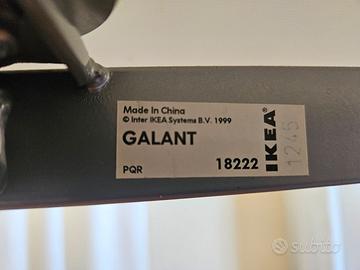 Made In China
© Inter IKEA Systems B.V. 1999
GALANT
PQR 18222
IKEA®
1245
subito